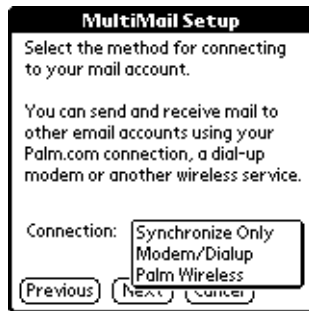 MultiMail Setup
Select the method for connecting
to your mail account.
You can send and receive mail to
other email accounts using your
Palm.com connection, a dial-up
modem or another wireless service.
Connection: Synchronize Only
Modem/Dialup
Palm Wireless
Previous Next Cancel